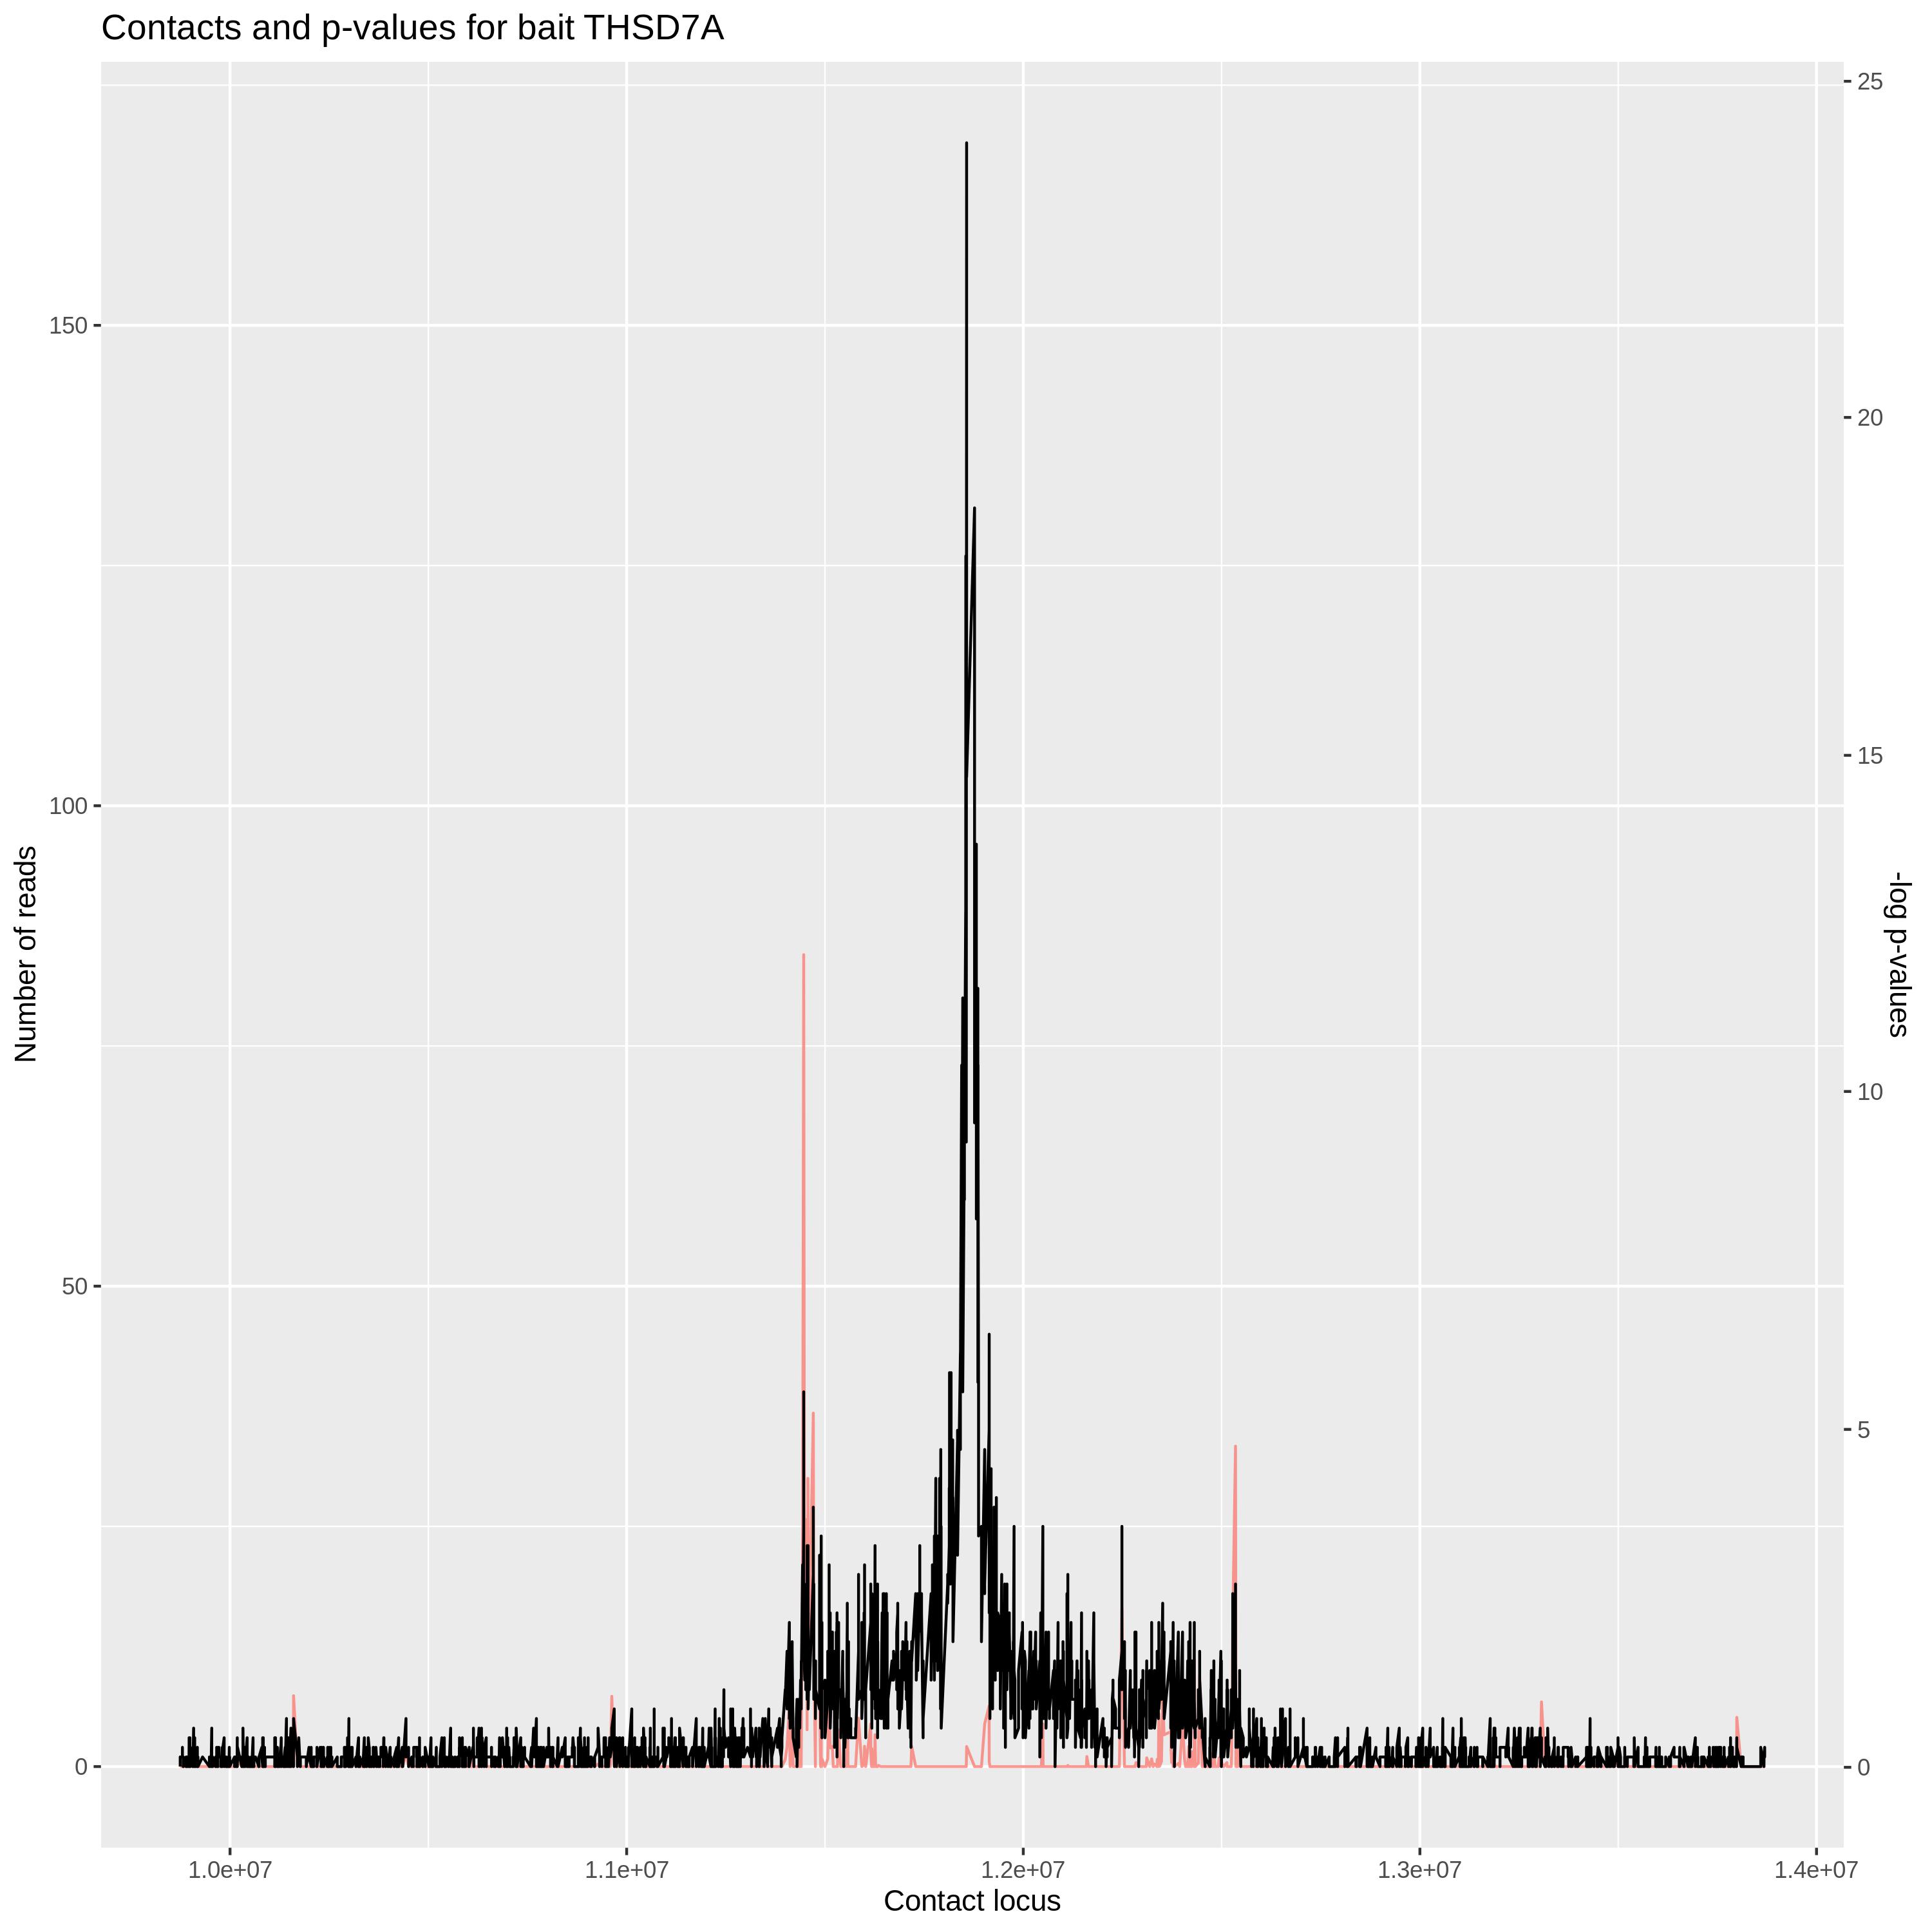 Contacts and p-values for bait THSD7A
25
20
15
10
5
0
150
100
50
0
Number of reads
-log p-values
1.0e+07
1.1e+07
1.2e+07
1.3e+07
1.4e+07
Contact locus